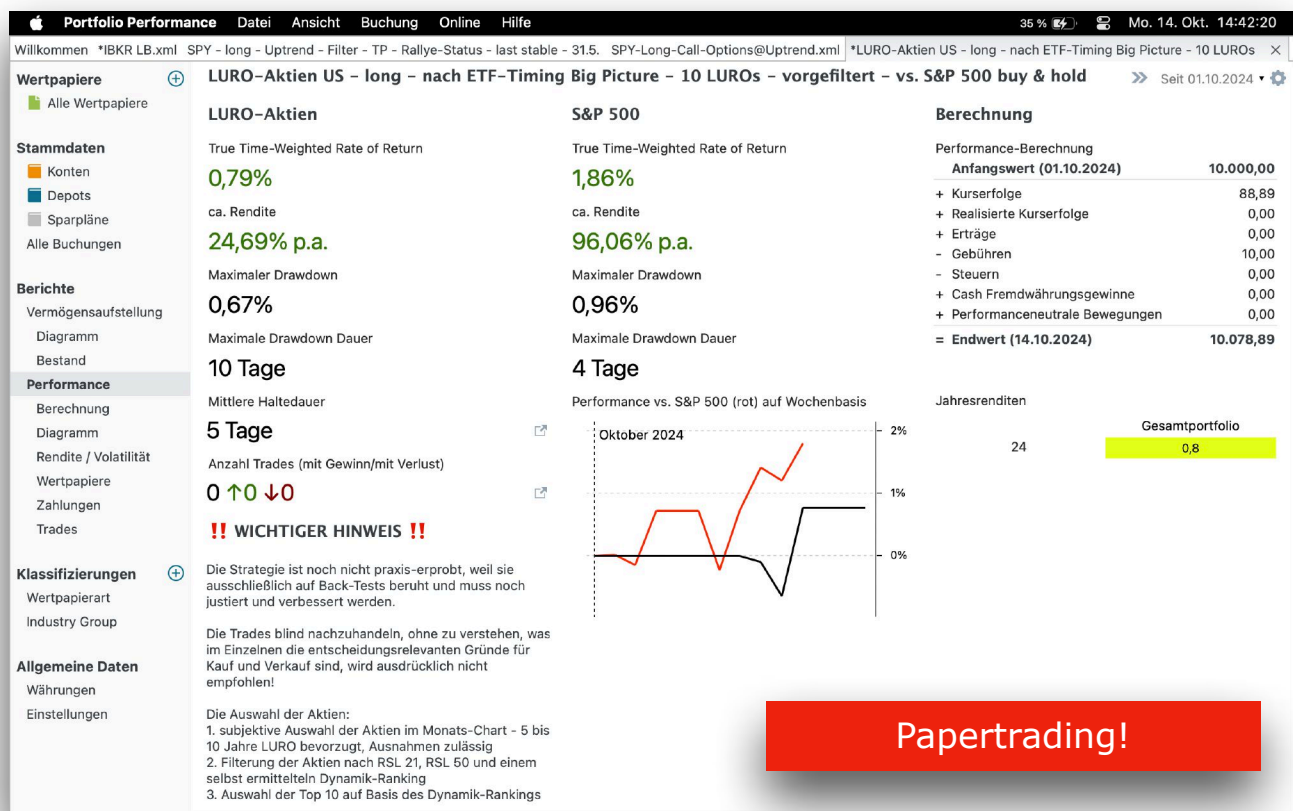 Portfolio Performance Datei Ansicht Buchung Online Hilfe 35 % Mo. 14. Okt. 14:42:20
Willkommen *IBKR LB.xml SPY - long - Uptrend - Filter - TP - Rallye-Status - last stable - 31.5. SPY-Long-Call-Options@Uptrend.xml *LURO-Aktien US - long - nach ETF-Timing Big Picture - 10 LUROs ×
Wertpapiere
Alle Wertpapiere
Stammdaten
Konten
Depots
Sparpläne
Alle Buchungen
Berichte
Vermögensaufstellung
Diagramm
Bestand
Performance
Berechnung
Diagramm
Rendite / Volatilität
Wertpapiere
Zahlungen
Trades
Klassifizierungen
Wertpapierart
Industry Group
Allgemeine Daten
Währungen
Einstellungen
LURO-Aktien US - long - nach ETF-Timing Big Picture - 10 LUROs - vorgefiltert - vs. S&P 500 buy & hold
Seit 01.10.2024
LURO-Aktien
True Time-Weighted Rate of Return
0,79%
ca. Rendite
24,69% p.a.
Maximaler Drawdown
0,67%
Maximale Drawdown Dauer
10 Tage
Mittlere Haltedauer
5 Tage
Anzahl Trades (mit Gewinn/mit Verlust)
0 ↑0 ↓0
‼ WICHTIGER HINWEIS ‼
Die Strategie ist noch nicht praxis-erprobt, weil sie
ausschließlich auf Back-Tests beruht und muss noch
justiert und verbessert werden.
Die Trades blind nachzuhandeln, ohne zu verstehen, was
im Einzelnen die entscheidungsrelevanten Gründe für
Kauf und Verkauf sind, wird ausdrücklich nicht
empfohlen!
Die Auswahl der Aktien:
1. subjektive Auswahl der Aktien im Monats-Chart - 5 bis
10 Jahre LURO bevorzugt, Ausnahmen zulässig
2. Filterung der Aktien nach RSL 21, RSL 50 und einem
selbst ermittelteln Dynamik-Ranking
3. Auswahl der Top 10 auf Basis des Dynamik-Rankings
S&P 500
True Time-Weighted Rate of Return
1,86%
ca. Rendite
96,06% p.a.
Maximaler Drawdown
0,96%
Maximale Drawdown Dauer
4 Tage
Performance vs. S&P 500 (rot) auf Wochenbasis
Oktober 2024
2%
1%
0%
Berechnung
Performance-Berechnung
Anfangswert (01.10.2024) 10.000,00
+ Kurserfolge 88,89
+ Realisierte Kurserfolge 0,00
+ Erträge 0,00
- Gebühren 10,00
- Steuern 0,00
+ Cash Fremdwährungsgewinne 0,00
+ Performanceneutrale Bewegungen 0,00
= Endwert (14.10.2024) 10.078,89
Jahresrenditen
Gesamtportfolio
24 0,8
Papertrading!